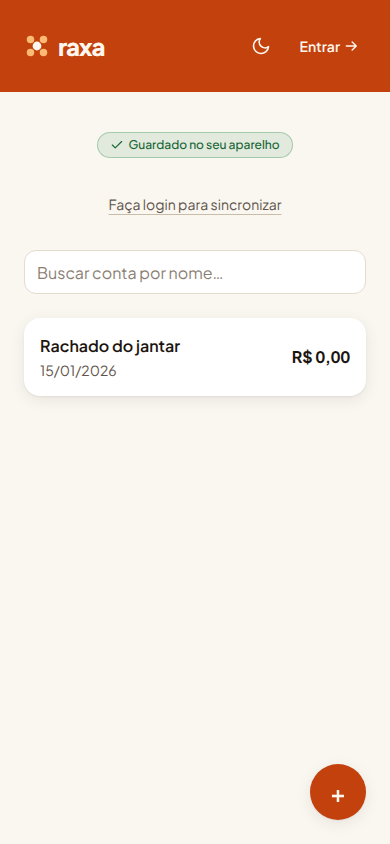 raxa
Entrar →
Guardado no seu aparelho
Faça login para sincronizar
Buscar conta por nome…
Rachado do jantar
R$ 0,00
15/01/2026
+